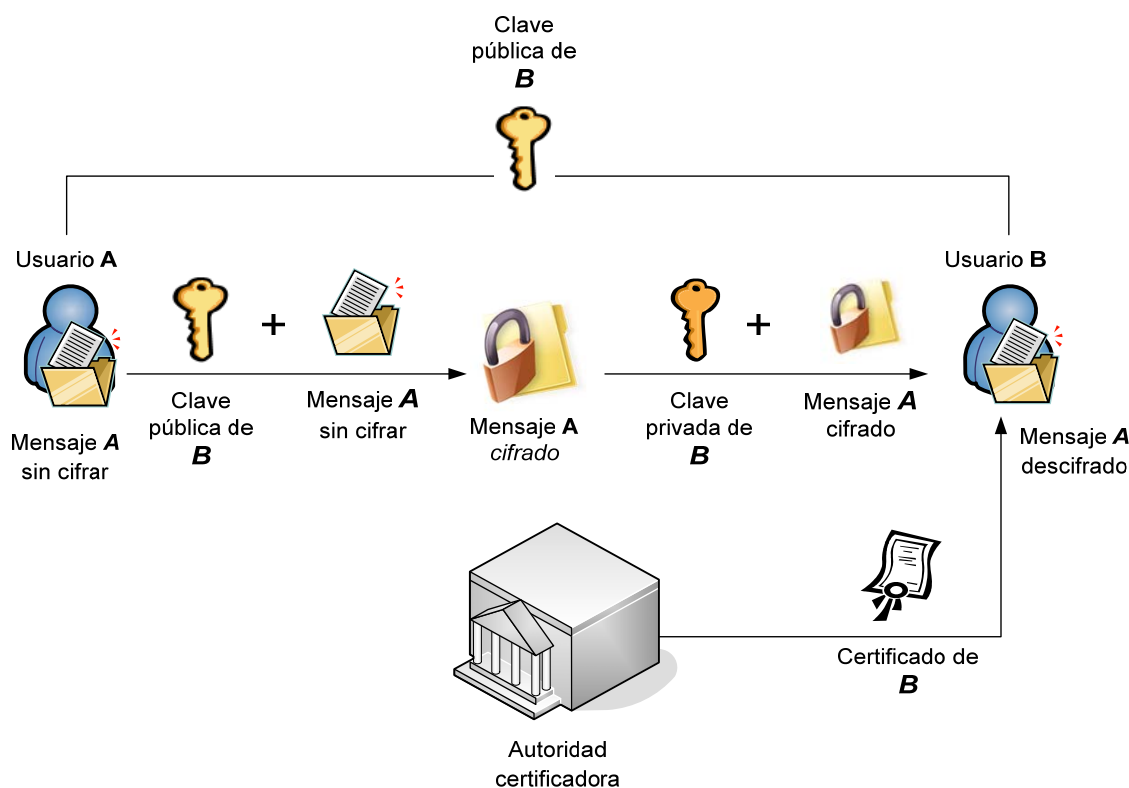 Clave
pública de
B
Usuario A
Usuario B
Clave
pública de
B
Mensaje A
sin cifrar
Mensaje A
cifrado
Clave
privada de
B
Mensaje A
cifrado
Mensaje A
sin cifrar
Mensaje A
descifrado
Certificado de
B
Autoridad
certificadora